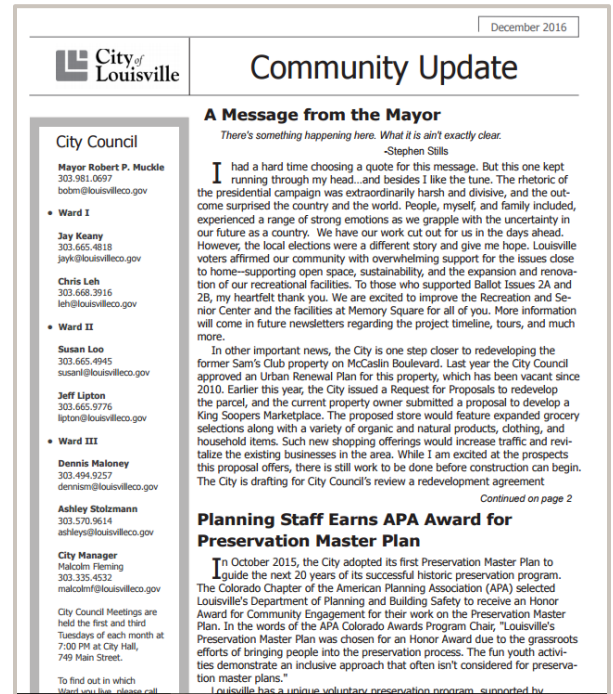 December 2016
City of
Louisville
Community Update
City Council
Mayor Robert P. Muckle
303.981.0697
bobm@louisvilleco.gov
• Ward I
Jay Keany
303.665.4818
jayk@louisvilleco.gov
Chris Leh
303.668.3916
leh@louisvilleco.gov
• Ward II
Susan Loo
303.665.4945
susanl@louisvilleco.gov
Jeff Lipton
303.665.9776
lipton@louisvilleco.gov
• Ward III
Dennis Maloney
303.494.9257
dennism@louisvilleco.gov
Ashley Stolzmann
303.570.9614
ashleys@louisvilleco.gov
City Manager
Malcolm Fleming
303.335.4532
malcolmf@louisvilleco.gov
City Council Meetings are
held the first and third
Tuesdays of each month at
7:00 PM at City Hall,
749 Main Street.
To find out in which
Ward you live, please call
A Message from the Mayor
There's something happening here. What it is ain't exactly clear.
-Stephen Stills
I had a hard time choosing a quote for this message. But this one kept
running through my head...and besides I like the tune. The rhetoric of
the presidential campaign was extraordinarily harsh and divisive, and the out-
come surprised the country and the world. People, myself, and family included,
experienced a range of strong emotions as we grapple with the uncertainty in
our future as a country. We have our work cut out for us in the days ahead.
However, the local elections were a different story and give me hope. Louisville
voters affirmed our community with overwhelming support for the issues close
to home--supporting open space, sustainability, and the expansion and renova-
tion of our recreational facilities. To those who supported Ballot Issues 2A and
2B, my heartfelt thank you. We are excited to improve the Recreation and Se-
nior Center and the facilities at Memory Square for all of you. More information
will come in future newsletters regarding the project timeline, tours, and much
more.
In other important news, the City is one step closer to redeveloping the
former Sam's Club property on McCaslin Boulevard. Last year the City Council
approved an Urban Renewal Plan for this property, which has been vacant since
2010. Earlier this year, the City issued a Request for Proposals to redevelop
the parcel, and the current property owner submitted a proposal to develop a
King Soopers Marketplace. The proposed store would feature expanded grocery
selections along with a variety of organic and natural products, clothing, and
household items. Such new shopping offerings would increase traffic and revi-
talize the existing businesses in the area. While I am excited at the prospects
this proposal offers, there is still work to be done before construction can begin.
The City is drafting for City Council's review a redevelopment agreement
Continued on page 2
Planning Staff Earns APA Award for
Preservation Master Plan
In October 2015, the City adopted its first Preservation Master Plan to
guide the next 20 years of its successful historic preservation program.
The Colorado Chapter of the American Planning Association (APA) selected
Louisville's Department of Planning and Building Safety to receive an Honor
Award for Community Engagement for their work on the Preservation Master
Plan. In the words of the APA Colorado Awards Program Chair, "Louisville's
Preservation Master Plan was chosen for an Honor Award due to the grassroots
efforts of bringing people into the preservation process. The fun youth activi-
ties demonstrate an inclusive approach that often isn't considered for preserva-
tion master plans."
Louisville has a unique voluntary preservation program, supported by